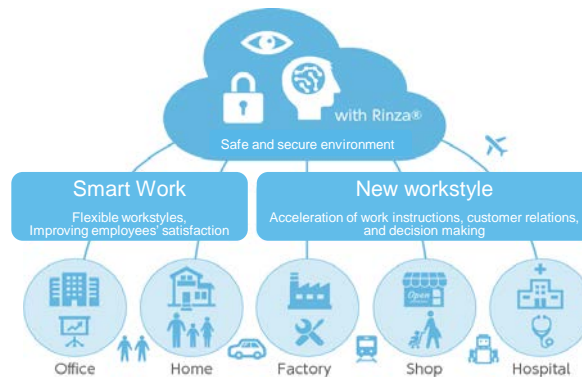 with Rinza®
Safe and secure environment
Smart Work
Flexible workstyles,
Improving employees' satisfaction
New workstyle
Acceleration of work instructions, customer relations,
and decision making
Open
Office
Home
Factory
Shop
Hospital